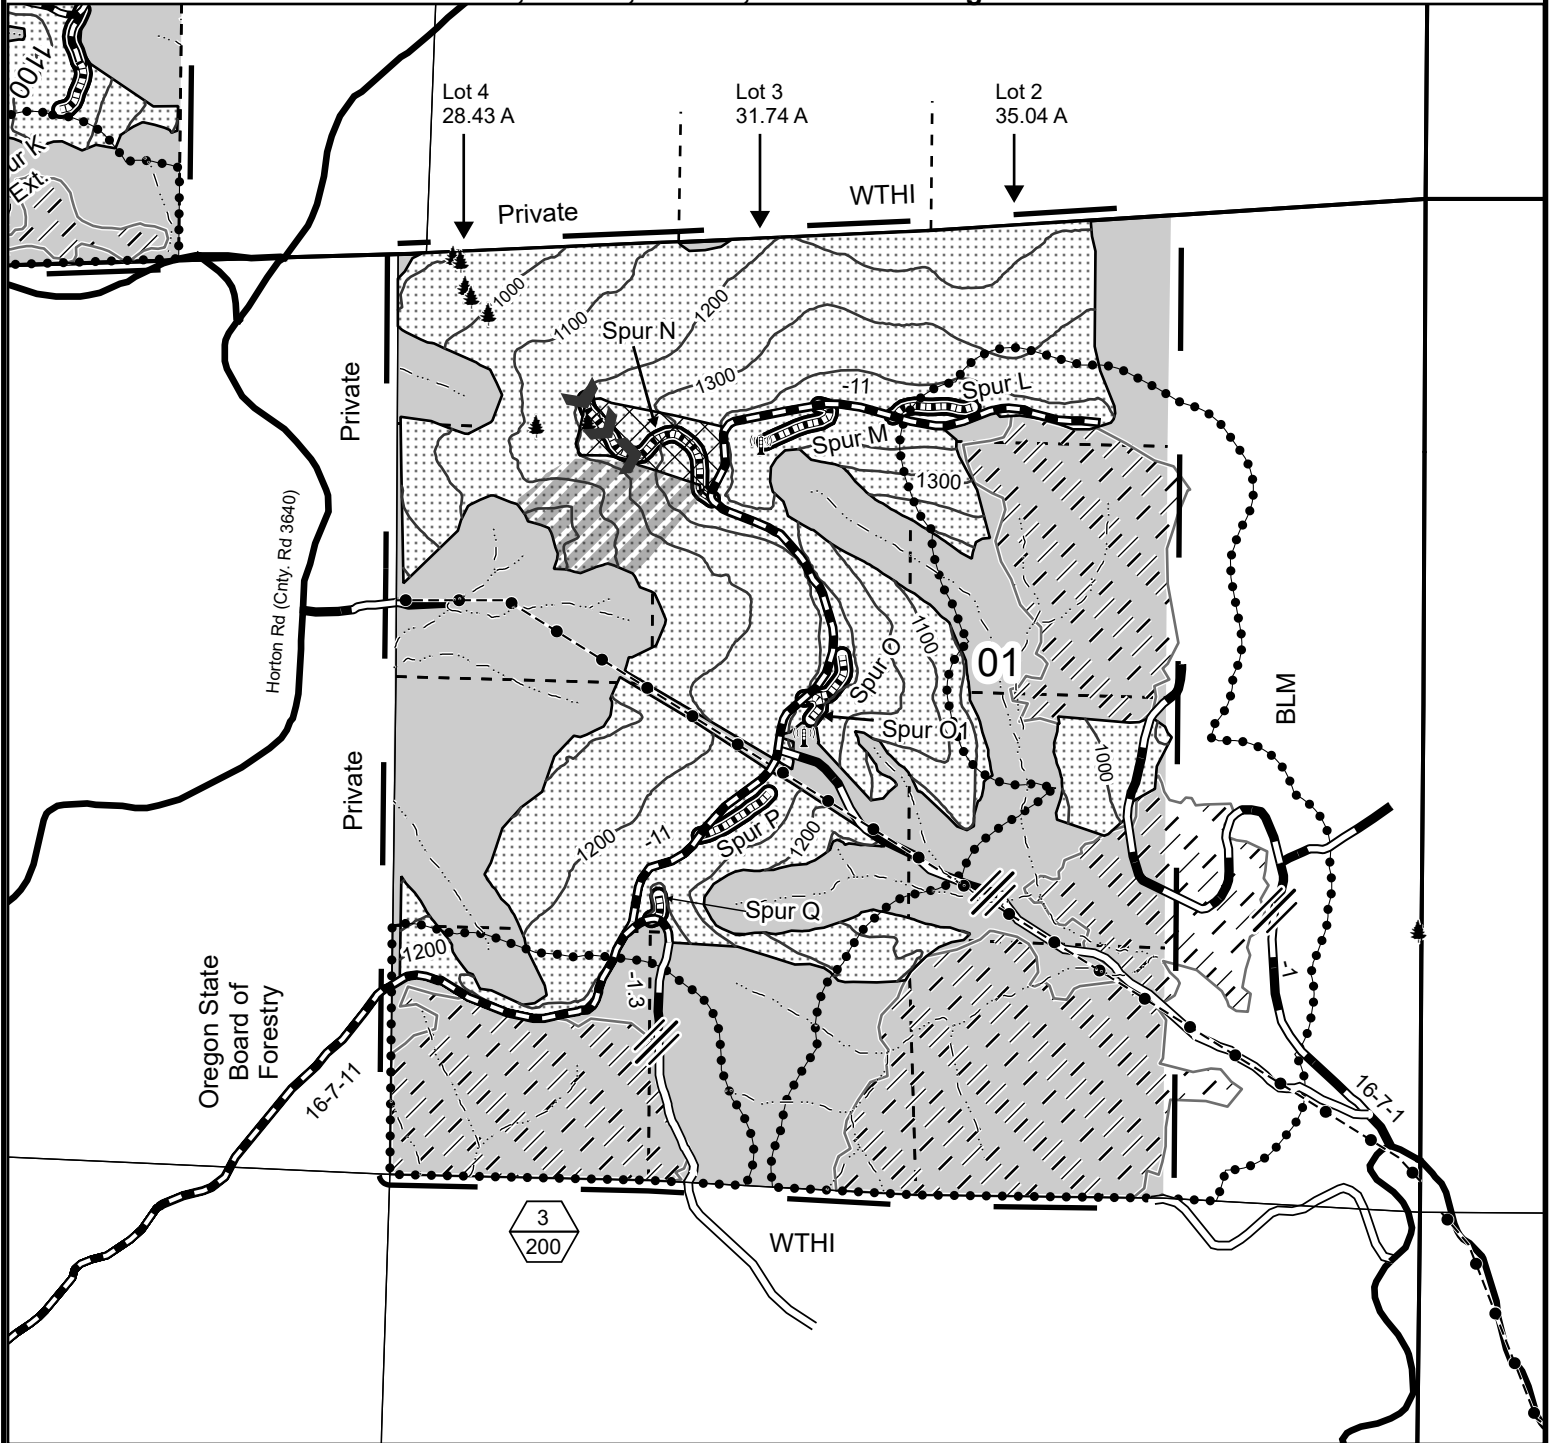 1100
ur K
Ext.
Lot 4
28.43 A
Lot 3
31.74 A
Lot 2
35.04 A
Private
WTHI
1000
1100
1200
Spur N
1300
-11
Spur L
Spur M
1300
Private
Horton Rd (Cnty. Rd 3640)
1100
01
Spur O
Spur O1
BLM
1000
Private
1200
-11
Spur P
1200
Spur Q
1200
-1
-1.3
Oregon State
Board of
Forestry
16-7-11
16-7-1
3
200
WTHI